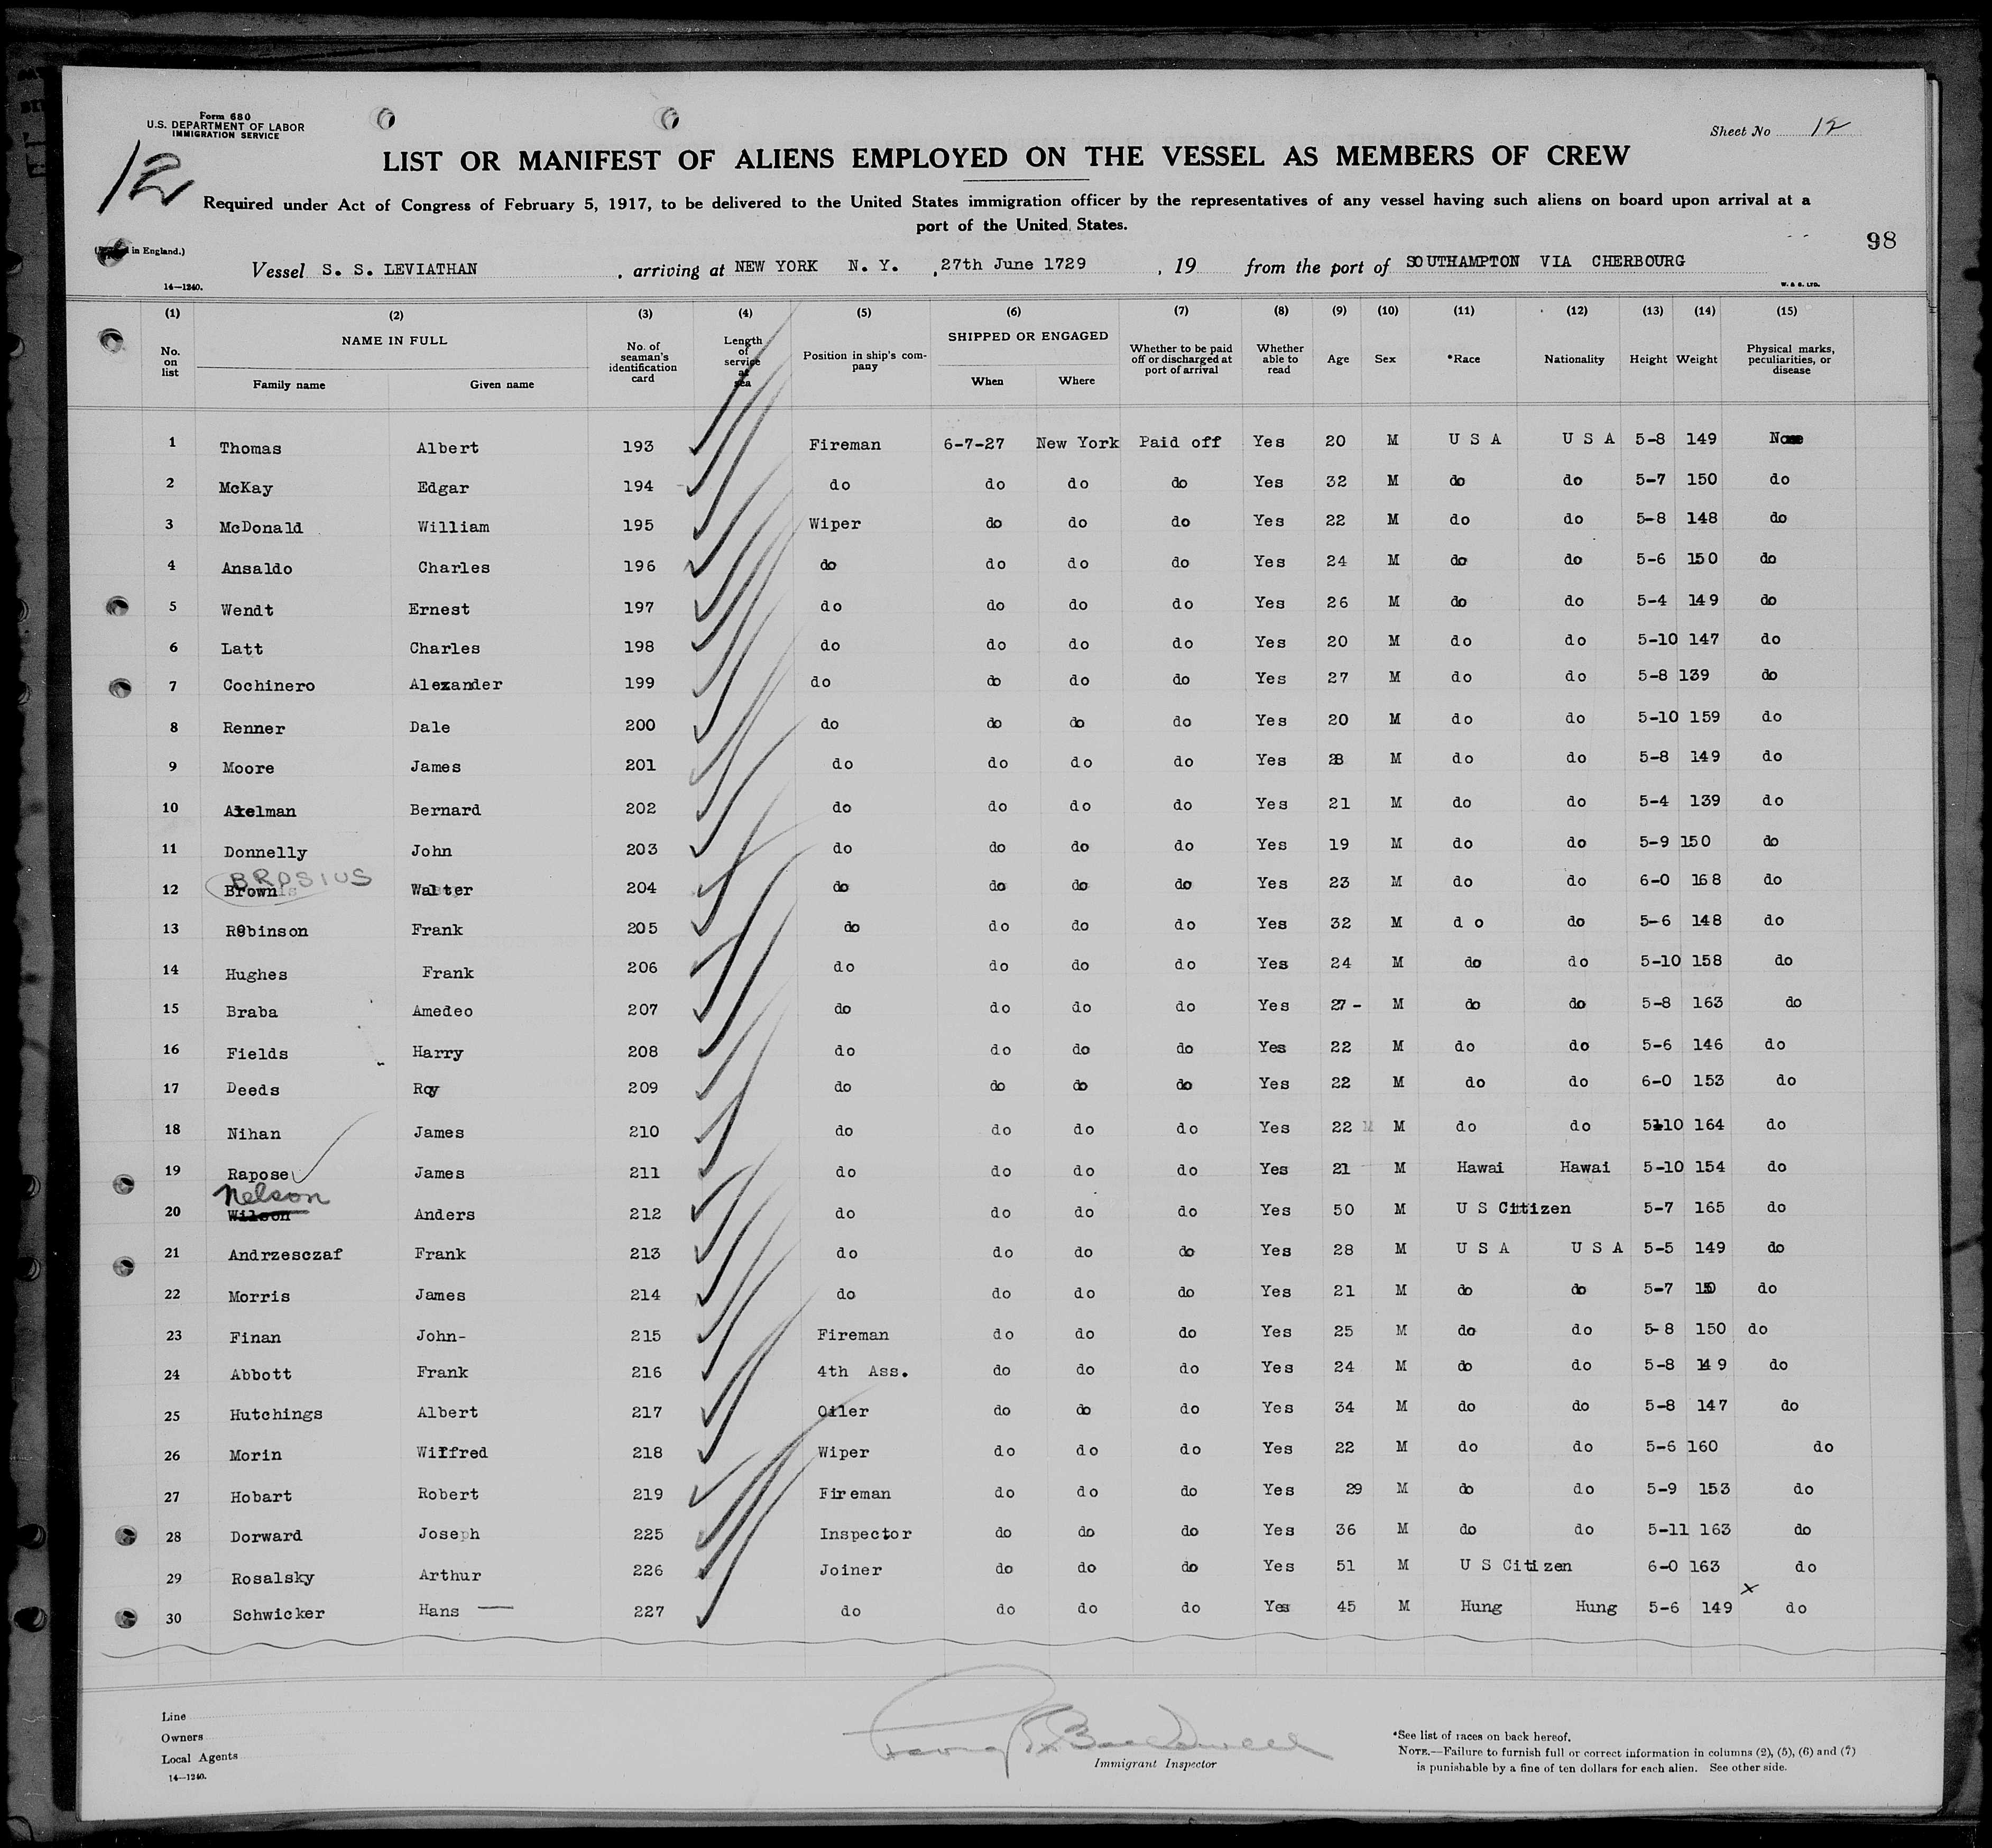 Form 680
U.S. DEPARTMENT OF LABOR
IMMIGRATION SERVICE
Sheet No 12
12
LIST OR MANIFEST OF ALIENS EMPLOYED ON THE VESSEL AS MEMBERS OF CREW
Required under Act of Congress of February 5, 1917, to be delivered to the United States immigration officer by the representatives of any vessel having such aliens on board upon arrival at a
port of the United States.
98
in England.)
Vessel S. S. LEVIATHAN , arriving at NEW YORK N. Y. , 27th June 1729 , 19 from the port of SOUTHAMPTON VIA CHERBOURG
14—1240.
W. & S. LTD.
(1) (2) (3) (4) (5) (6) (7) (8) (9) (10) (11) (12) (13) (14) (15)
No. on list NAME IN FULL Family name Given name No. of seaman's identification card Length of service at sea Position in ship's company SHIPPED OR ENGAGED When Where Whether to be paid off or discharged at port of arrival Whether able to read Age Sex *Race Nationality Height Weight Physical marks, peculiarities, or disease
1 Thomas Albert 193 Fireman 6-7-27 New York Paid off Yes 20 M U S A U S A 5-8 149 None
2 McKay Edgar 194 do do do do Yes 32 M do do 5-7 150 do
3 McDonald William 195 Wiper do do do Yes 22 M do do 5-8 148 do
4 Ansaldo Charles 196 do do do do Yes 24 M do do 5-6 150 do
5 Wendt Ernest 197 do do do do Yes 26 M do do 5-4 149 do
6 Latt Charles 198 do do do do Yes 20 M do do 5-10 147 do
7 Cochinero Alexander 199 do do do do Yes 27 M do do 5-8 139 do
8 Renner Dale 200 do do do do Yes 20 M do do 5-10 159 do
9 Moore James 201 do do do do Yes 28 M do do 5-8 149 do
10 Axelman Bernard 202 do do do do Yes 21 M do do 5-4 139 do
11 Donnelly John 203 do do do do Yes 19 M do do 5-9 150 do
BROSIUS
12 Brown Walter 204 do do do do Yes 23 M do do 6-0 168 do
13 Robinson Frank 205 do do do do Yes 32 M do do 5-6 148 do
14 Hughes Frank 206 do do do do Yes 24 M do do 5-10 158 do
15 Braba Amedeo 207 do do do do Yes 27 - M do do 5-8 163 do
16 Fields Harry 208 do do do do Yes 22 M do do 5-6 146 do
17 Deeds Roy 209 do do do do Yes 22 M do do 6-0 153 do
18 Nihan James 210 do do do do Yes 22 M do do 5-10 164 do
19 Rapose James 211 do do do do Yes 21 M Hawai Hawai 5-10 154 do
Nelson
20 Wilson Anders 212 do do do do Yes 50 M U S Citizen 5-7 165 do
21 Andrzesczaf Frank 213 do do do do Yes 28 M U S A U S A 5-5 149 do
22 Morris James 214 do do do do Yes 21 M do do 5-7 150 do
23 Finan John- 215 Fireman do do do Yes 25 M do do 5-8 150 do
24 Abbott Frank 216 4th Ass. do do do Yes 24 M do do 5-8 149 do
25 Hutchings Albert 217 Oiler do do do Yes 34 M do do 5-8 147 do
26 Morin Wilfred 218 Wiper do do do Yes 22 M do do 5-6 160 do
27 Hobart Robert 219 Fireman do do do Yes 29 M do do 5-9 153 do
28 Dorward Joseph 225 Inspector do do do Yes 36 M do do 5-11 163 do
29 Rosalsky Arthur 226 Joiner do do do Yes 51 M U S Citizen 6-0 163 do
30 Schwicker Hans — 227 do do do do Yes 45 M Hung Hung 5-6 149 x do
Line
Owners
Local Agents
14—1240.
Immigrant Inspector
*See list of races on back hereof.
NOTE.—Failure to furnish full or correct information in columns (2), (5), (6) and (7)
is punishable by a fine of ten dollars for each alien. See other side.